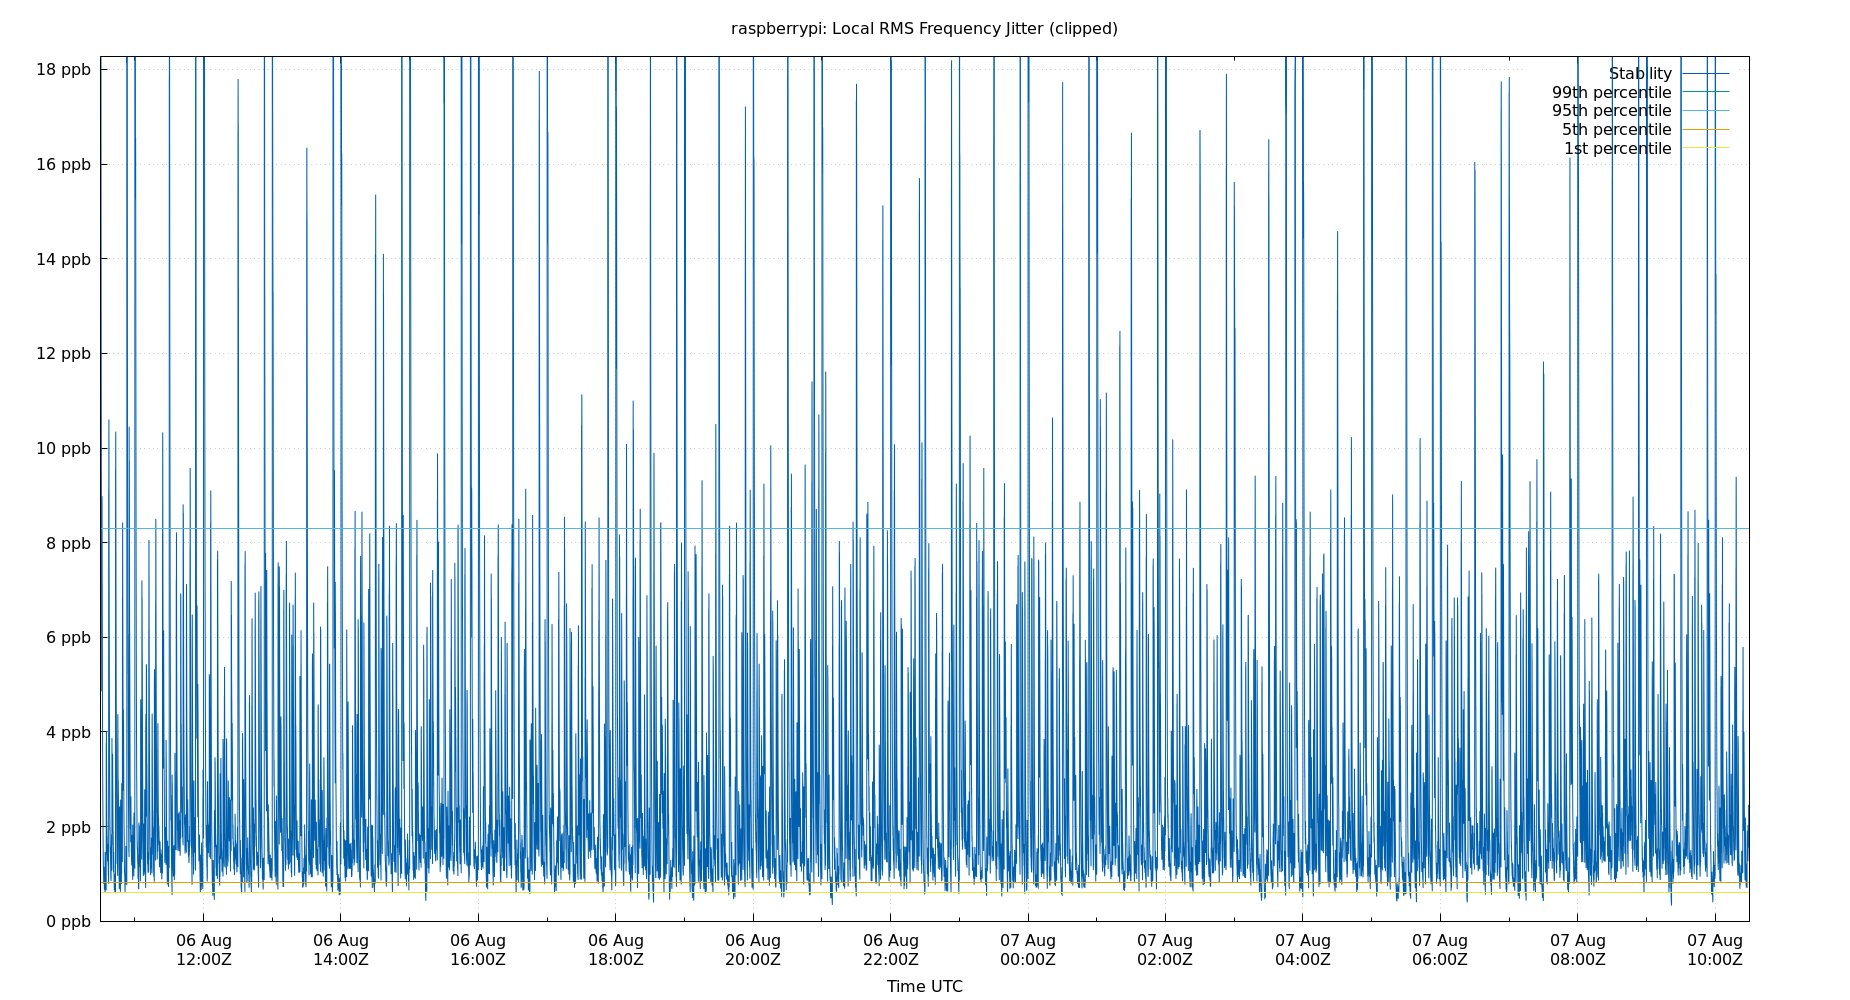 raspberrypi: Local RMS Frequency Jitter (clipped)
18 ppb
16 ppb
14 ppb
12 ppb
10 ppb
8 ppb
6 ppb
4 ppb
2 ppb
0 ppb
Stability
99th percentile
95th percentile
5th percentile
1st percentile
06 Aug 06 Aug 06 Aug 06 Aug 06 Aug 06 Aug 07 Aug 07 Aug 07 Aug 07 Aug 07 Aug 07 Aug
12:00Z 14:00Z 16:00Z 18:00Z 20:00Z 22:00Z 00:00Z 02:00Z 04:00Z 06:00Z 08:00Z 10:00Z
Time UTC